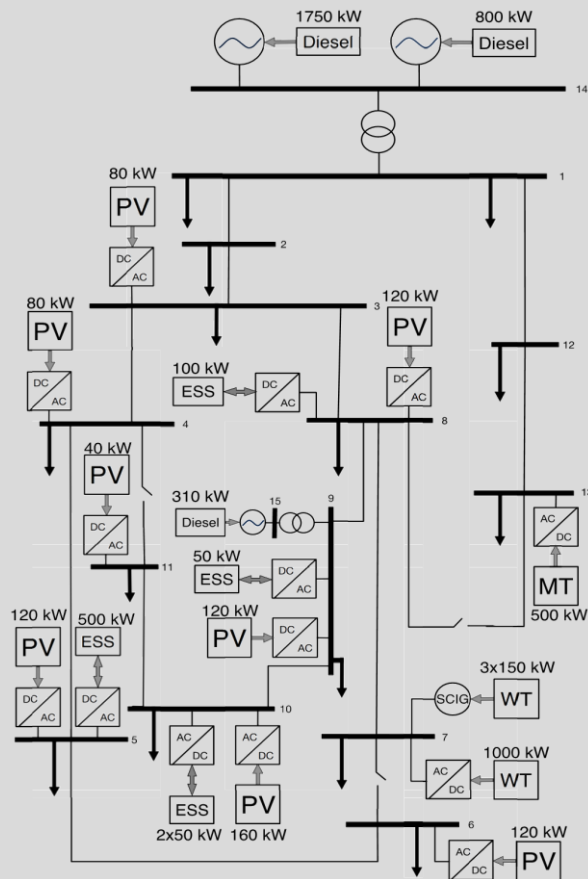 1750 kW
Diesel
800 kW
Diesel
14
80 kW
PV
1
DC
AC
2
80 kW
PV
3
120 kW
PV
12
100 kW
ESS
DC
AC
DC
AC
DC
AC
4
8
40 kW
PV
310 kW
Diesel
15
9
13
DC
AC
50 kW
ESS
DC
AC
AC
DC
11
MT
500 kW
120 kW
PV
500 kW
ESS
120 kW
PV
DC
AC
3x150 kW
SCIG
WT
DC
AC
DC
AC
10
5
AC
DC
AC
DC
7
1000 kW
AC
DC
WT
ESS
2x50 kW
PV
160 kW
6
120 kW
AC
DC
PV